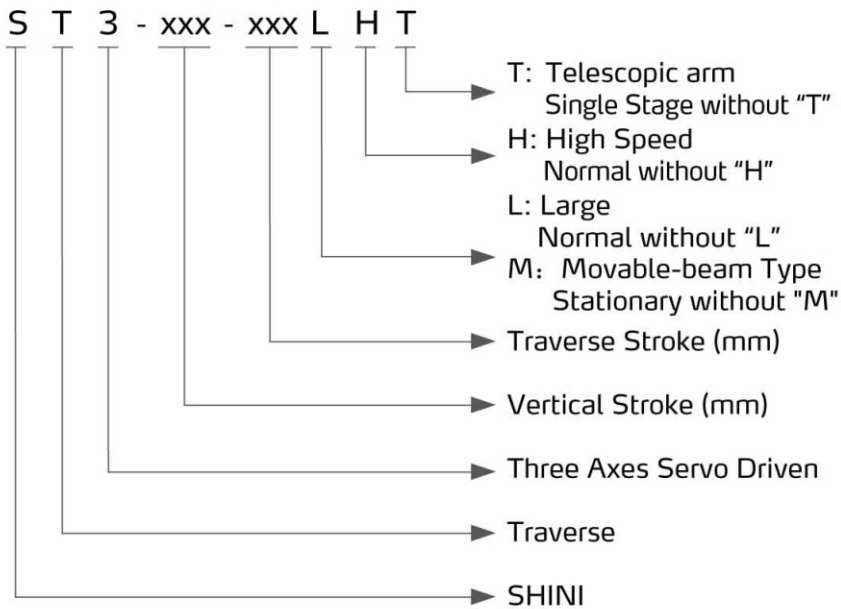 S T 3 - xxx - xxx L H T
T: Telescopic arm
Single Stage without “T”
H: High Speed
Normal without “H”
L: Large
Normal without “L”
M： Movable-beam Type
Stationary without "M"
Traverse Stroke (mm)
Vertical Stroke (mm)
Three Axes Servo Driven
Traverse
SHINI